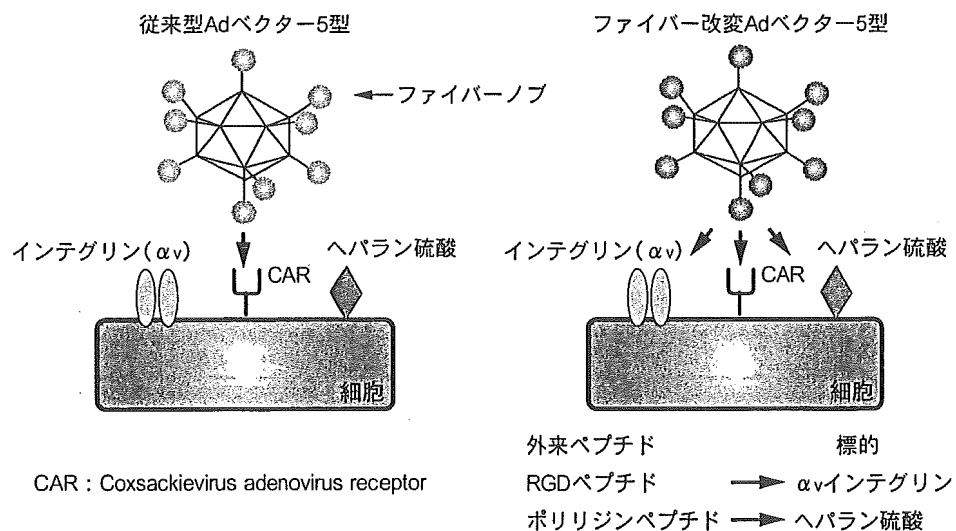 従来型Adベクター5型
ファイバーノブ
インテグリン(αv)
ヘパラン硫酸
CAR
細胞
CAR : Coxsackievirus adenovirus receptor
ファイバー改変Adベクター5型
インテグリン(αv)
ヘパラン硫酸
CAR
細胞
外来ペプチド 標的
RGDペプチド → αvインテグリン
ポリリジンペプチド → ヘパラン硫酸